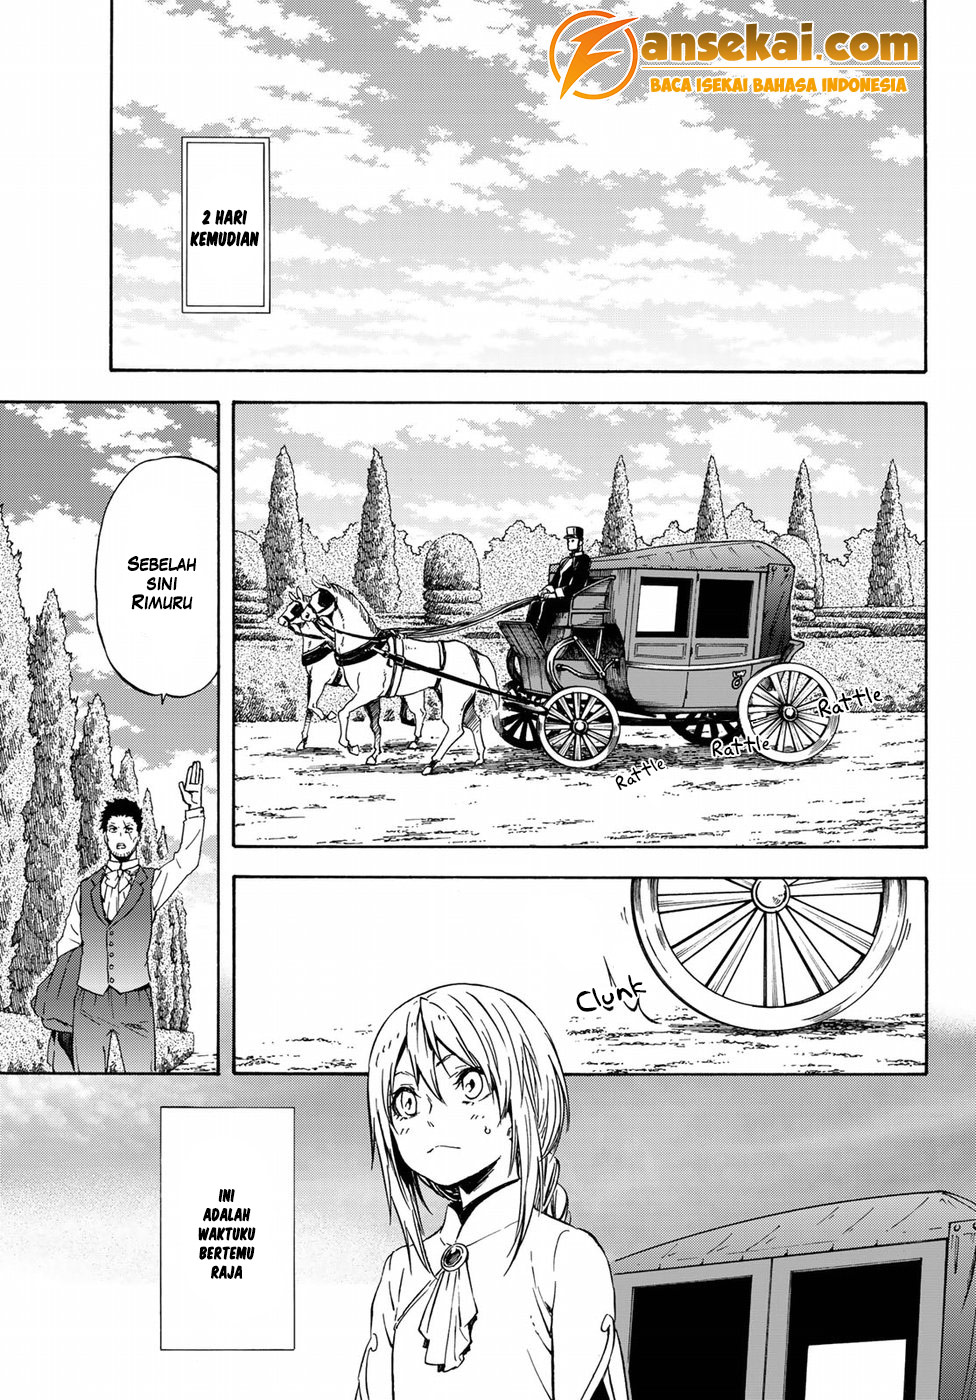 ansekai.com
BACA ISEKAI BAHASA INDONESIA
2 HARI
KEMUDIAN
Rattle
Rattle
Rattle
SEBELAH
SINI
RIMURU
Clunk
INI
ADALAH
WAKTUKU
BERTEMU
RAJA